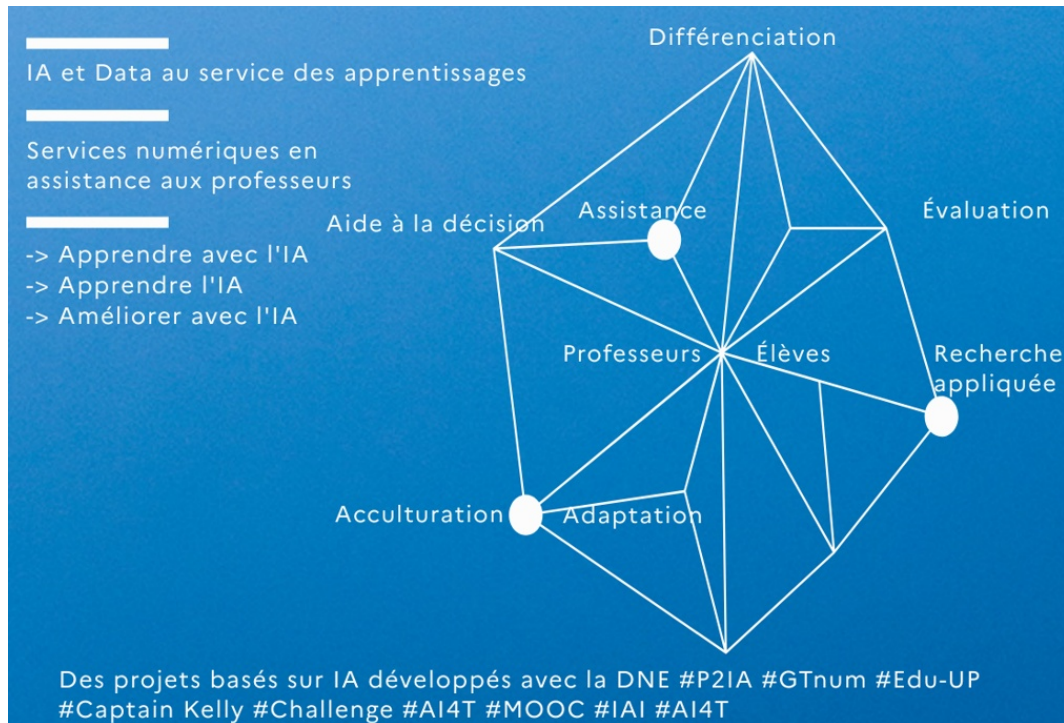 IA et Data au service des apprentissages
Services numériques en
assistance aux professeurs
-> Apprendre avec l'IA
-> Apprendre l'IA
-> Améliorer avec l'IA
Différenciation
Aide à la décision
Assistance
Évaluation
Professeurs
Élèves
Recherche
appliquée
Acculturation
Adaptation
Des projets basés sur IA développés avec la DNE #P2IA #GTnum #Edu-UP
#Captain Kelly #Challenge #AI4T #MOOC #IAI #AI4T